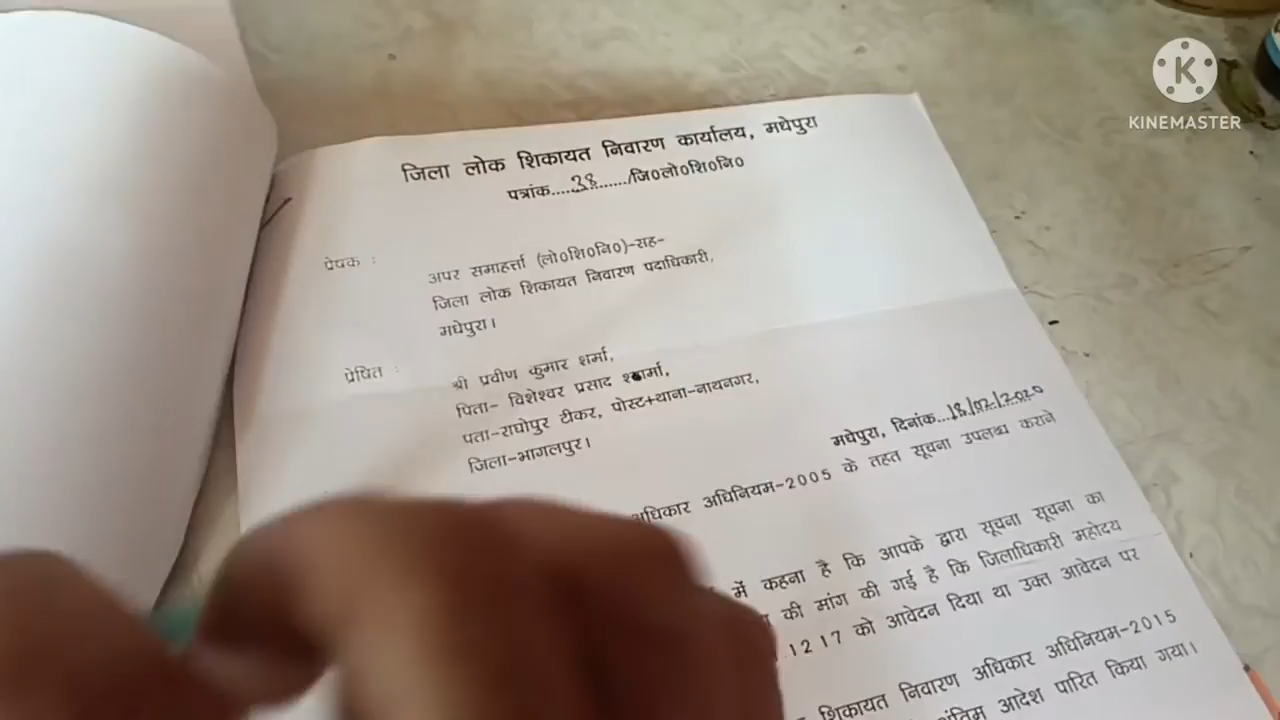 KINEMASTER
जिला लोक शिकायत निवारण कार्यालय, मधेपुरा
पत्रांक....38......./जि0लो0शि0नि0
प्रेषक :
अपर समाहर्त्ता (लो0शि0नि0)-सह-
जिला लोक शिकायत निवारण पदाधिकारी,
मधेपुरा।
प्रेषित :
श्री प्रवीण कुमार शर्मा,
पिता- विशेश्वर प्रसाद शर्मा,
पता-राघोपुर टीकर, पोस्ट+थाना-नाथनगर,
जिला-भागलपुर।
मधेपुरा, दिनांक...18/02/2020
अधिकार अधिनियम-2005 के तहत सूचना उपलब्ध कराने
में कहना है कि आपके द्वारा सूचना सूचना का
की मांग की गई है कि जिलाधिकारी महोदय
.12 17 को आवेदन दिया था उक्त आवेदन पर
शिकायत निवारण अधिकार अधिनियम-2015
अंतिम आदेश पारित किया गया।